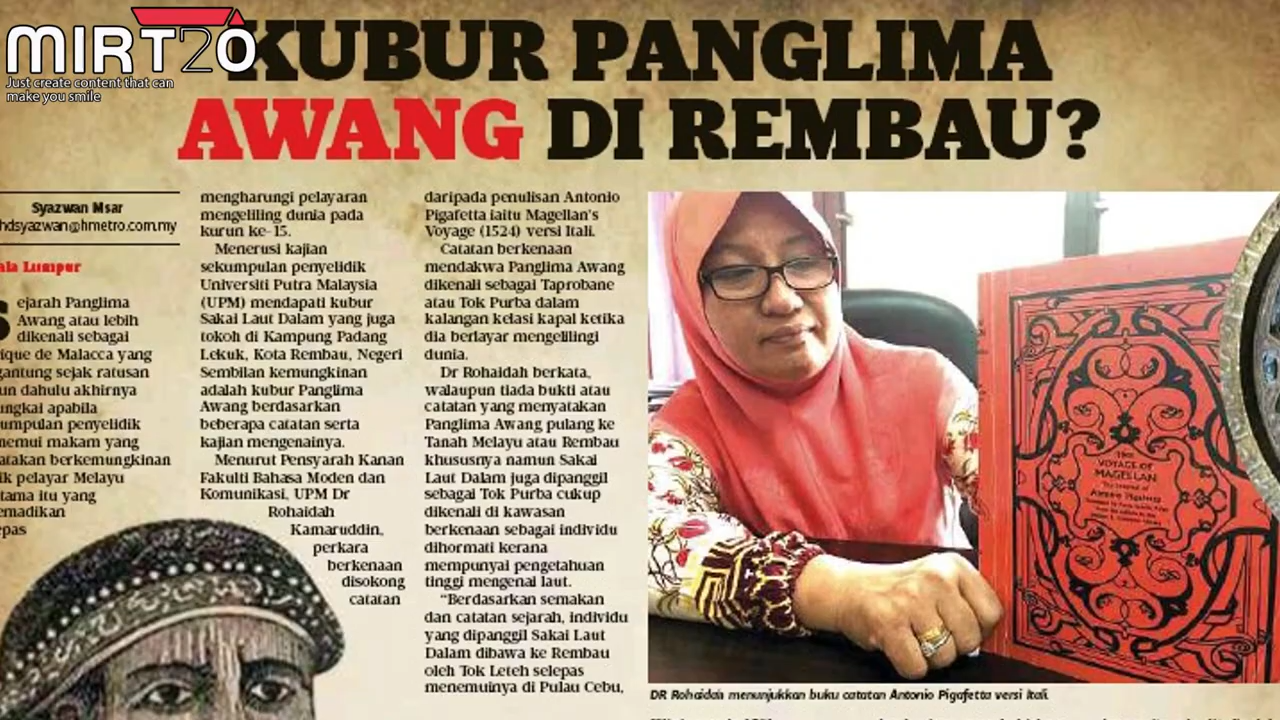 MIRT20
Just create content that can
make you smile
KUBUR PANGLIMA
AWANG DI REMBAU?
Syazwan Msar
hdsyazwan@hmetro.com.my
ala Lumpur
Sejarah Panglima
Awang atau lebih
dikenali sebagai
rique de Malacca yang
gantung sejak ratusan
un dahulu akhirnya
ungkai apabila
umpulan penyelidik
nemui makam yang
atakan berkemungkinan
ik pelayar Melayu
tama itu yang
emadikan
epas
mengharungi pelayaran
mengeliling dunia pada
kurun ke-15.
Menerusi kajian
sekumpulan penyelidik
Universiti Putra Malaysia
(UPM) mendapati kubur
Sakai Laut Dalam yang juga
tokoh di Kampung Padang
Lekuk, Kota Rembau, Negeri
Sembilan kemungkinan
adalah kubur Panglima
Awang berdasarkan
beberapa catatan serta
kajian mengenainya.
Menurut Pensyarah Kanan
Fakulti Bahasa Moden dan
Komunikasi, UPM Dr
Rohaidah
Kamaruddin,
perkara
berkenaan
disokong
catatan
daripada penulisan Antonio
Pigafetta iaitu Magellan's
Voyage (1524) versi Itali.
Catatan berkenaan
mendakwa Panglima Awang
dikenali sebagai Taprobane
atau Tok Purba dalam
kalangan kelasi kapal ketika
dia berlayar mengelilingi
dunia.
Dr Rohaidah berkata,
walaupun tiada bukti atau
catatan yang menyatakan
Panglima Awang pulang ke
Tanah Melayu atau Rembau
khususnya namun Sakai
Laut Dalam juga dipanggil
sebagai Tok Purba cukup
dikenali di kawasan
berkenaan sebagai individu
dihormati kerana
mempunyai pengetahuan
tinggi mengenai laut.
“Berdasarkan semakan
dan catatan sejarah, individu
yang dipanggil Sakai Laut
Dalam dibawa ke Rembau
oleh Tok Leteh selepas
menemuinya di Pulau Cebu,
THE
VOYAGE OF
MAGELLAN
The Journal of
Antonio Pigafetta
DR Rohaidah menunjukkan buku catatan Antonio Pigafetta versi Itali.